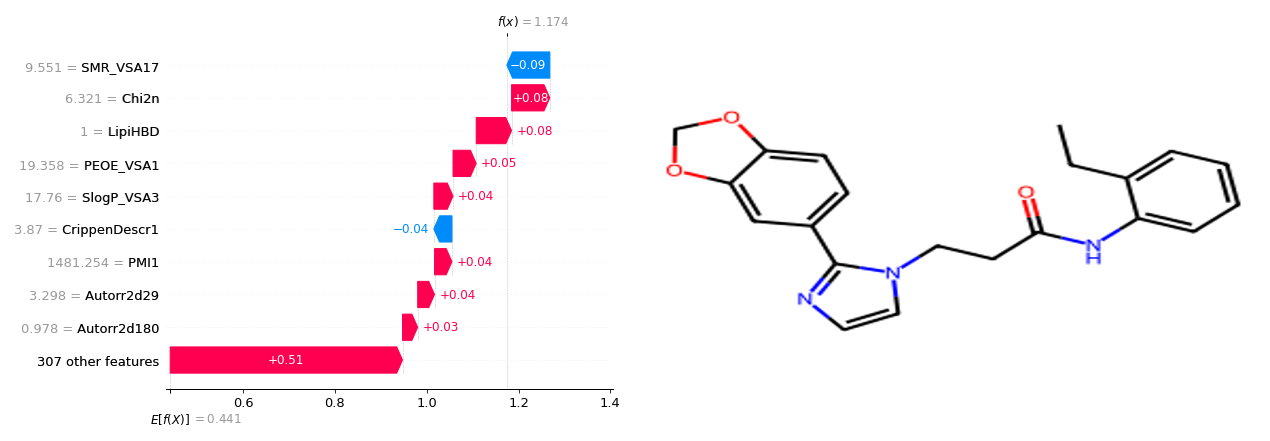 f(x) = 1.174
9.551 = SMR_VSA17
−0.09
6.321 = Chi2n
+0.08
1 = LipiHBD
+0.08
19.358 = PEOE_VSA1
+0.05
17.76 = SlogP_VSA3
+0.04
3.87 = CrippenDescr1
−0.04
1481.254 = PMI1
+0.04
3.298 = Autorr2d29
+0.04
0.978 = Autorr2d180
+0.03
307 other features
+0.51
0.6 0.8 1.0 1.2 1.4
E[f(X)] = 0.441
O
O
O
N
H
N
N